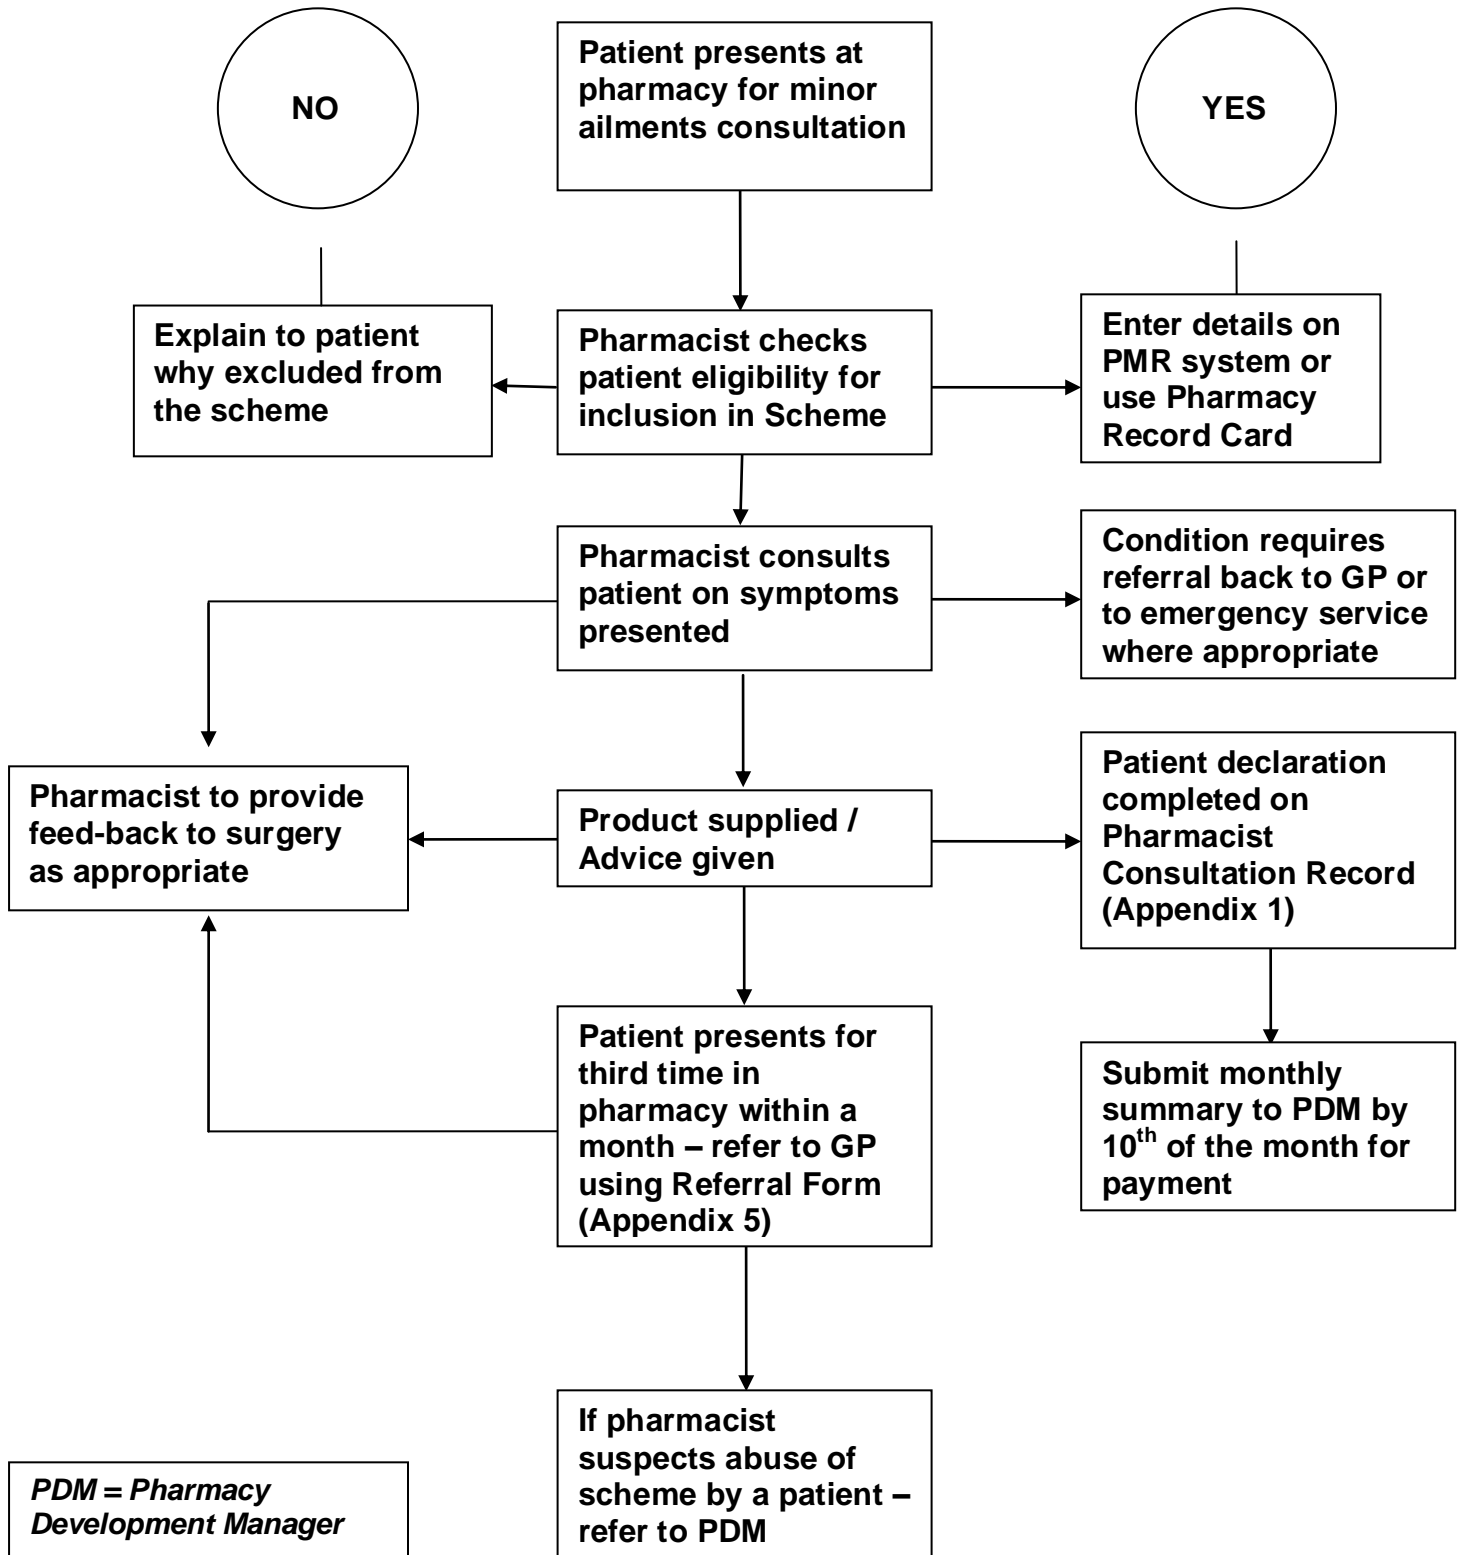 NO
Patient presents at
pharmacy for minor
ailments consultation
YES
Explain to patient
why excluded from
the scheme
Pharmacist checks
patient eligibility for
inclusion in Scheme
Enter details on
PMR system or
use Pharmacy
Record Card
Pharmacist consults
patient on symptoms
presented
Condition requires
referral back to GP or
to emergency service
where appropriate
Pharmacist to provide
feed-back to surgery
as appropriate
Product supplied /
Advice given
Patient declaration
completed on
Pharmacist
Consultation Record
(Appendix 1)
Patient presents for
third time in
pharmacy within a
month – refer to GP
using Referral Form
(Appendix 5)
Submit monthly
summary to PDM by
10th of the month for
payment
If pharmacist
suspects abuse of
scheme by a patient –
refer to PDM
PDM = Pharmacy
Development Manager